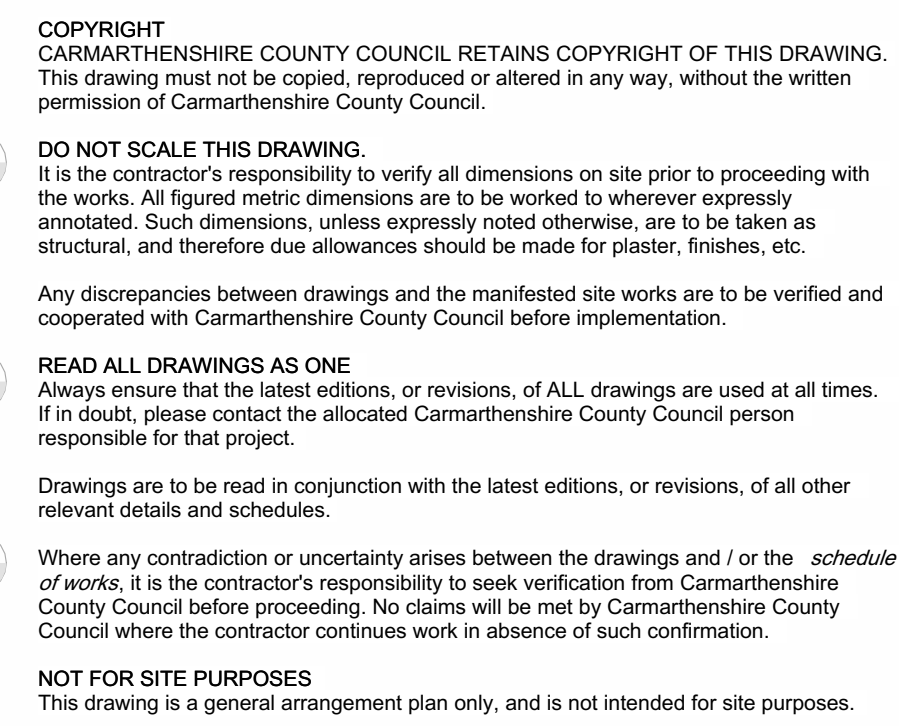 COPYRIGHT
CARMARTHENSHIRE COUNTY COUNCIL RETAINS COPYRIGHT OF THIS DRAWING.
This drawing must not be copied, reproduced or altered in any way, without the written
permission of Carmarthenshire County Council.
DO NOT SCALE THIS DRAWING.
It is the contractor's responsibility to verify all dimensions on site prior to proceeding with
the works. All figured metric dimensions are to be worked to wherever expressly
annotated. Such dimensions, unless expressly noted otherwise, are to be taken as
structural, and therefore due allowances should be made for plaster, finishes, etc.
Any discrepancies between drawings and the manifested site works are to be verified and
cooperated with Carmarthenshire County Council before implementation.
READ ALL DRAWINGS AS ONE
Always ensure that the latest editions, or revisions, of ALL drawings are used at all times.
If in doubt, please contact the allocated Carmarthenshire County Council person
responsible for that project.
Drawings are to be read in conjunction with the latest editions, or revisions, of all other
relevant details and schedules.
Where any contradiction or uncertainty arises between the drawings and / or the schedule
of works, it is the contractor's responsibility to seek verification from Carmarthenshire
County Council before proceeding. No claims will be met by Carmarthenshire County
Council where the contractor continues work in absence of such confirmation.
NOT FOR SITE PURPOSES
This drawing is a general arrangement plan only, and is not intended for site purposes.